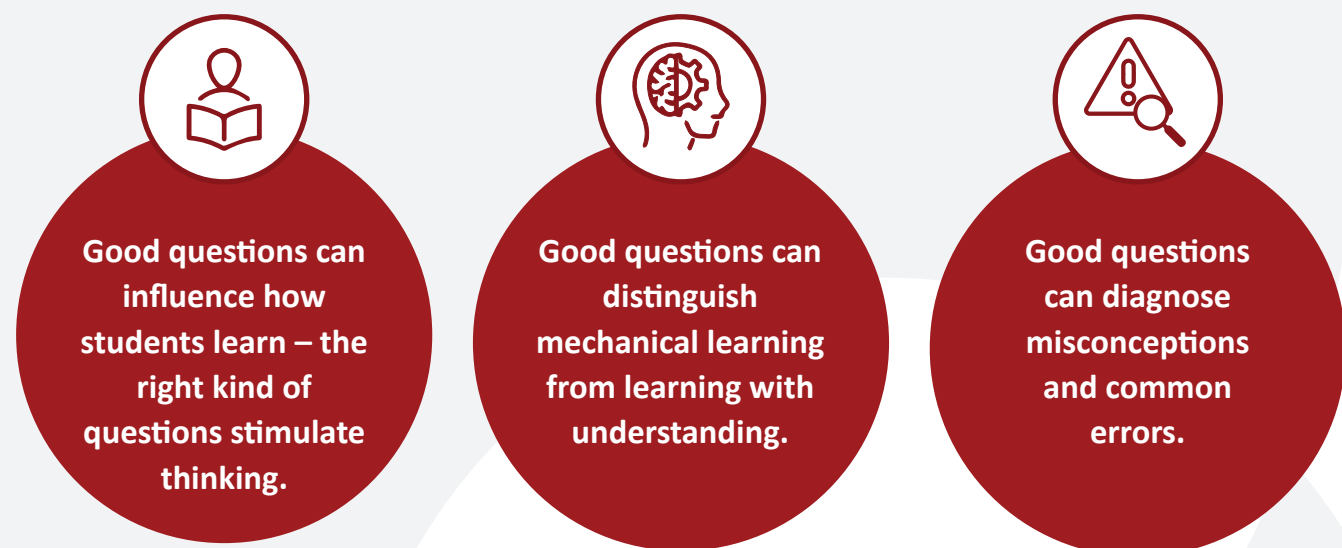 Good questions can
influence how
students learn – the
right kind of
questions stimulate
thinking.
Good questions can
distinguish
mechanical learning
from learning with
understanding.
Good questions
can diagnose
misconceptions
and common
errors.